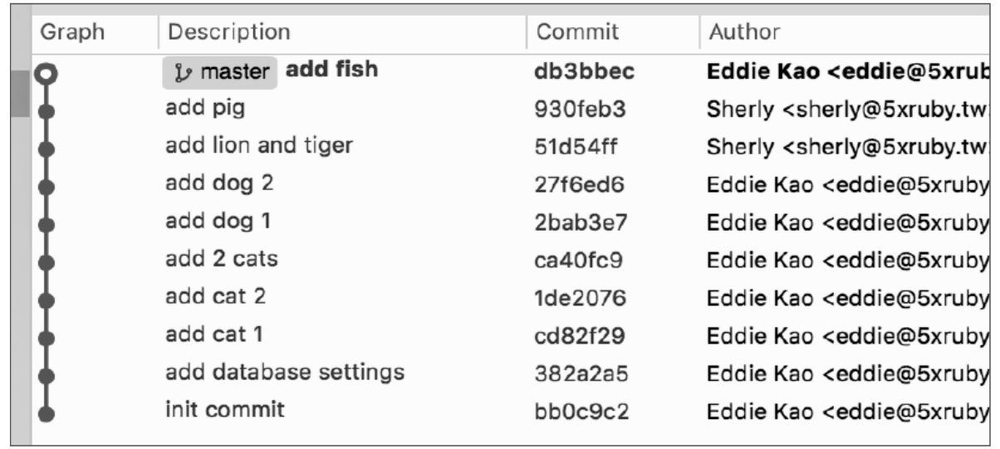 Graph Description Commit Author
master add fish db3bbec Eddie Kao <eddie@5xrub
add pig 930feb3 Sherly <sherly@5xruby.tw
add lion and tiger 51d54ff Sherly <sherly@5xruby.tw
add dog 2 27f6ed6 Eddie Kao <eddie@5xruby
add dog 1 2bab3e7 Eddie Kao <eddie@5xruby
add 2 cats ca40fc9 Eddie Kao <eddie@5xruby
add cat 2 1de2076 Eddie Kao <eddie@5xruby
add cat 1 cd82f29 Eddie Kao <eddie@5xruby
add database settings 382a2a5 Eddie Kao <eddie@5xruby
init commit bb0c9c2 Eddie Kao <eddie@5xruby